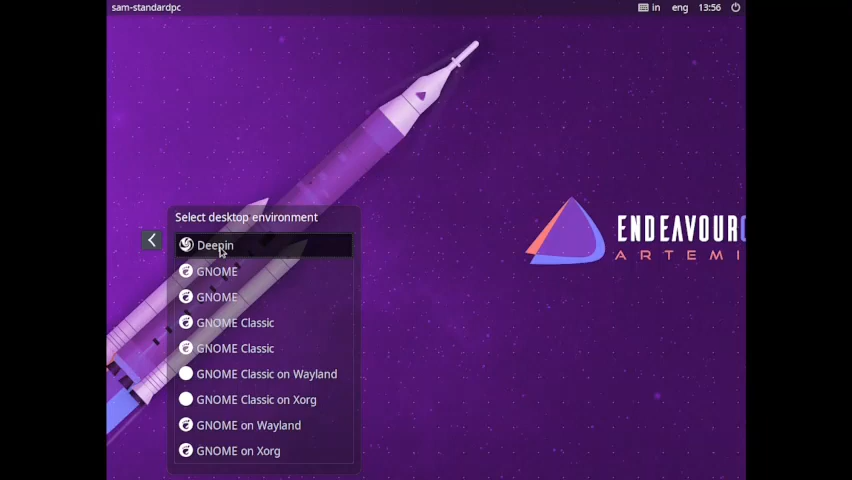 sam-standardpc
in eng 13:56
ENDEAVOUR
ARTEMI
Select desktop environment
Deepin
GNOME
GNOME
GNOME Classic
GNOME Classic
GNOME Classic on Wayland
GNOME Classic on Xorg
GNOME on Wayland
GNOME on Xorg